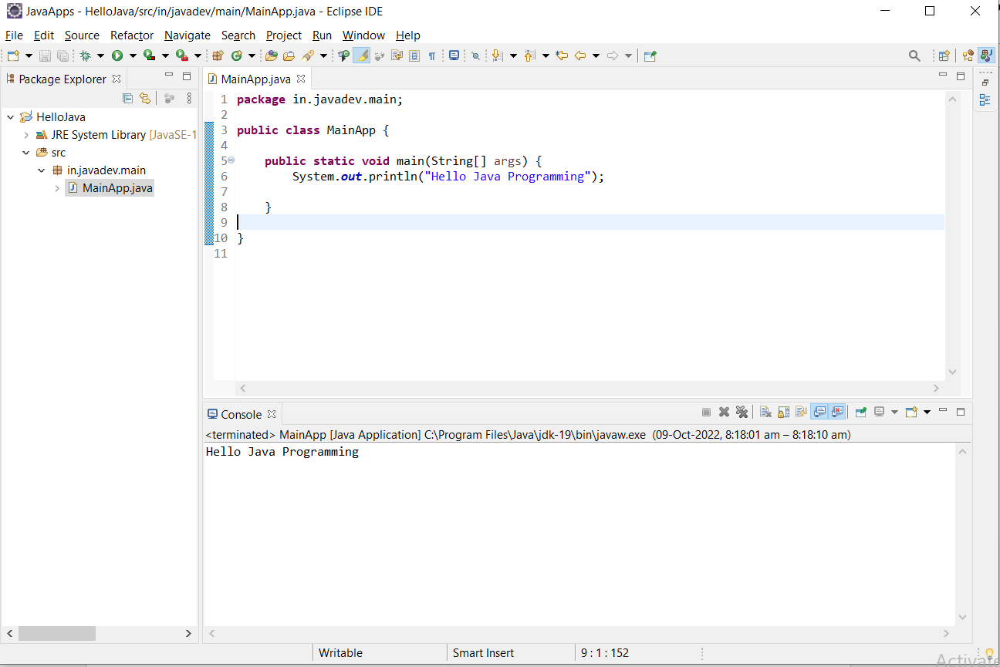 JavaApps - HelloJava/src/in/javadev/main/MainApp.java - Eclipse IDE
File Edit Source Refactor Navigate Search Project Run Window Help
Package Explorer
HelloJava
JRE System Library [JavaSE-1
src
in.javadev.main
MainApp.java
MainApp.java
1 package in.javadev.main;
2
3 public class MainApp {
4
5 public static void main(String[] args) {
6 System.out.println("Hello Java Programming");
7
8 }
9
10 }
11
Console
<terminated> MainApp [Java Application] C:\Program Files\Java\jdk-19\bin\javaw.exe (09-Oct-2022, 8:18:01 am – 8:18:10 am)
Hello Java Programming
Writable Smart Insert 9 : 1 : 152